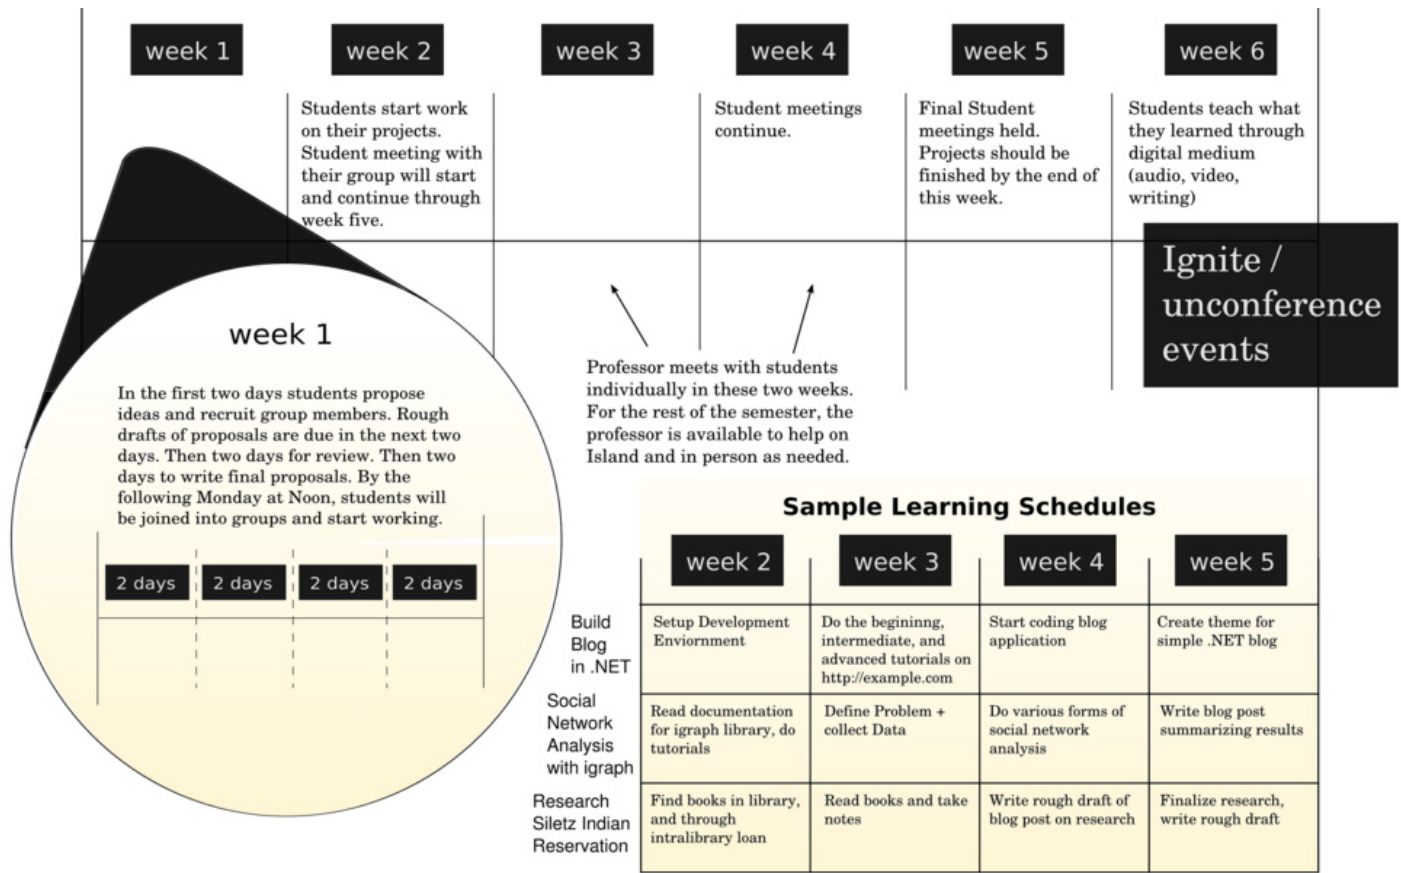 week 1
week 2
week 3
week 4
week 5
week 6
Students start work
on their projects.
Student meeting with
their group will start
and continue through
week five.
Student meetings
continue.
Final Student
meetings held.
Projects should be
finished by the end of
this week.
Students teach what
they learned through
digital medium
(audio, video,
writing)
Ignite /
unconference
events
week 1
In the first two days students propose
ideas and recruit group members. Rough
drafts of proposals are due in the next two
days. Then two days for review. Then two
days to write final proposals. By the
following Monday at Noon, students will
be joined into groups and start working.
2 days
2 days
2 days
2 days
Professor meets with students
individually in these two weeks.
For the rest of the semester, the
professor is available to help on
Island and in person as needed.
Sample Learning Schedules
week 2
week 3
week 4
week 5
Build
Blog
in .NET
Setup Development
Enviornment
Do the begininng,
intermediate, and
advanced tutorials on
http://example.com
Start coding blog
application
Create theme for
simple .NET blog
Social
Network
Analysis
with igraph
Read documentation
for igraph library, do
tutorials
Define Problem +
collect Data
Do various forms of
social network
analysis
Write blog post
summarizing results
Research
Siletz Indian
Reservation
Find books in library,
and through
intralibrary loan
Read books and take
notes
Write rough draft of
blog post on research
Finalize research,
write rough draft